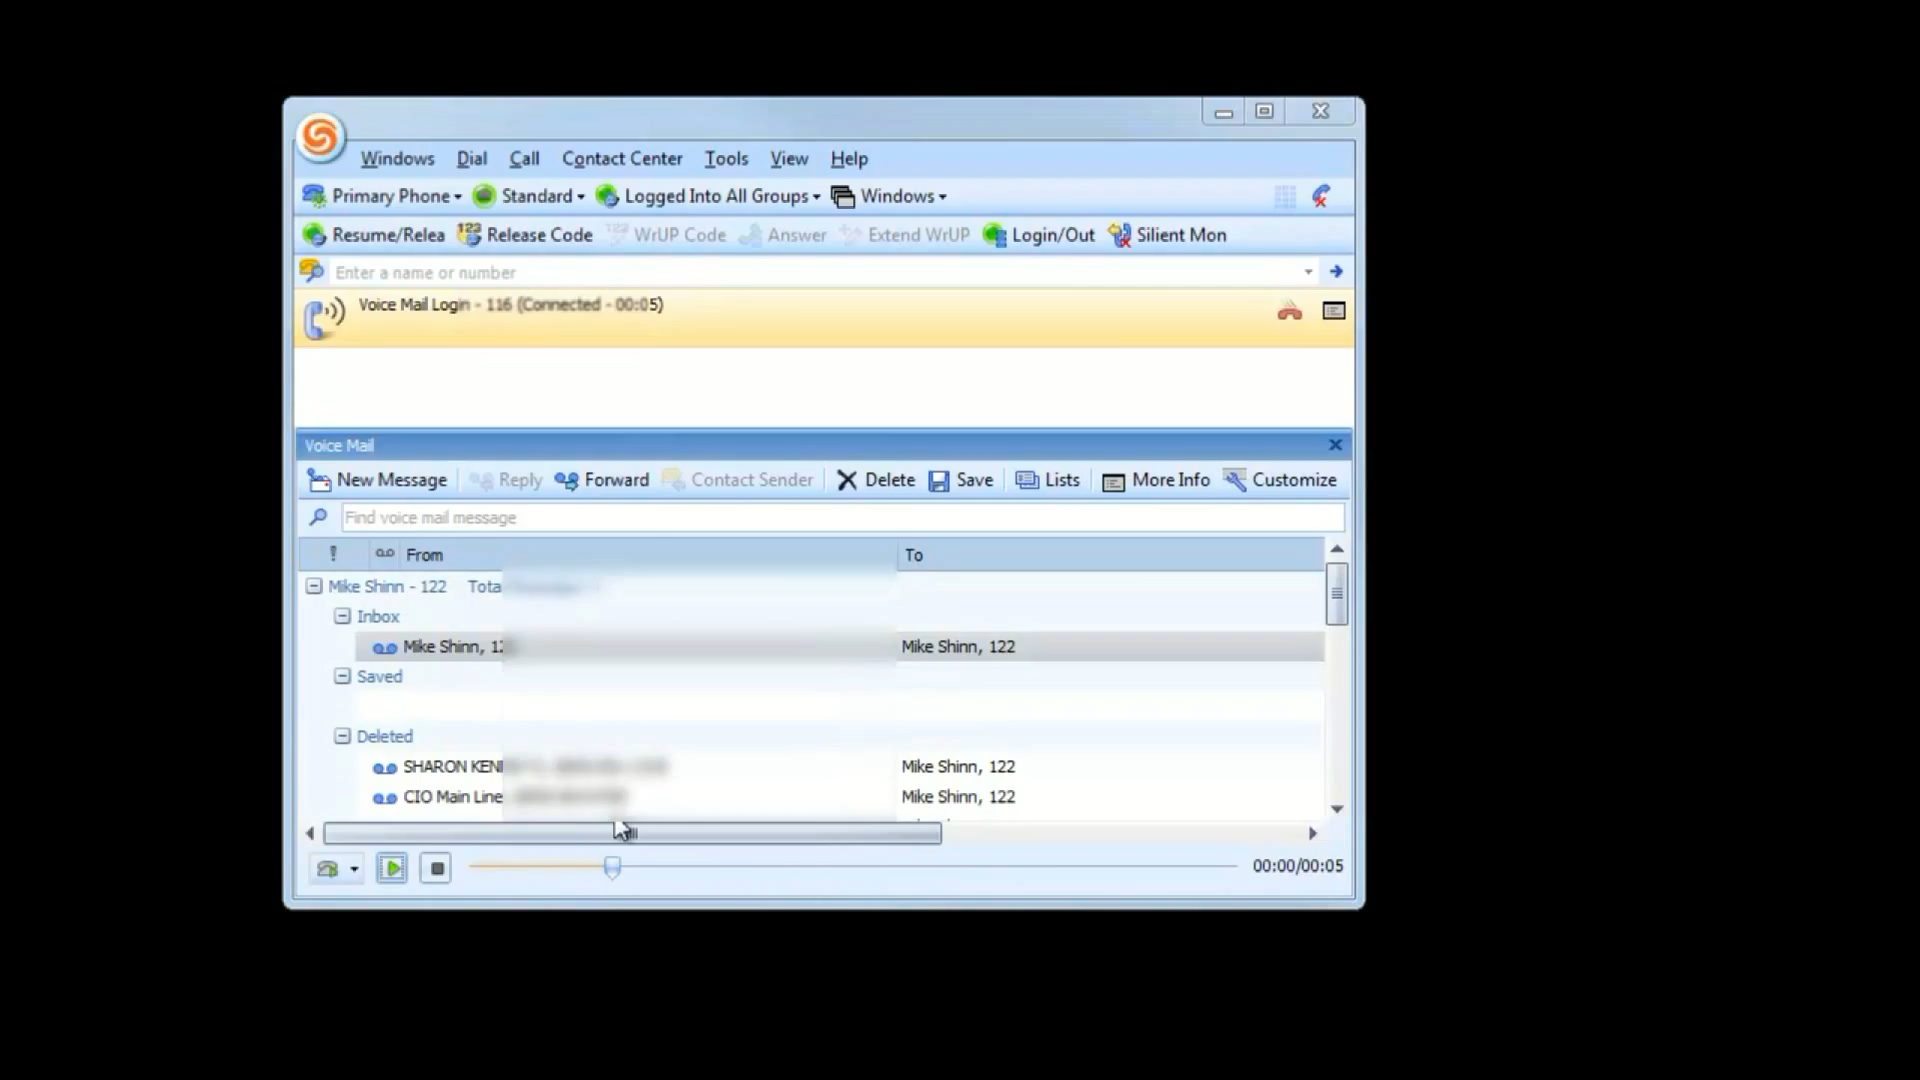 Windows Dial Call Contact Center Tools View Help
Primary Phone Standard Logged Into All Groups Windows
Resume/Relea Release Code WrUP Code Answer Extend WrUP Login/Out Silient Mon
Enter a name or number
Voice Mail Login - 116 (Connected - 00:05)
Voice Mail
New Message Reply Forward Contact Sender Delete Save Lists More Info Customize
Find voice mail message
! From To
Mike Shinn - 122 Tota
Inbox
Mike Shinn, 12 Mike Shinn, 122
Saved
Deleted
SHARON KEN Mike Shinn, 122
CIO Main Line Mike Shinn, 122
00:00/00:05